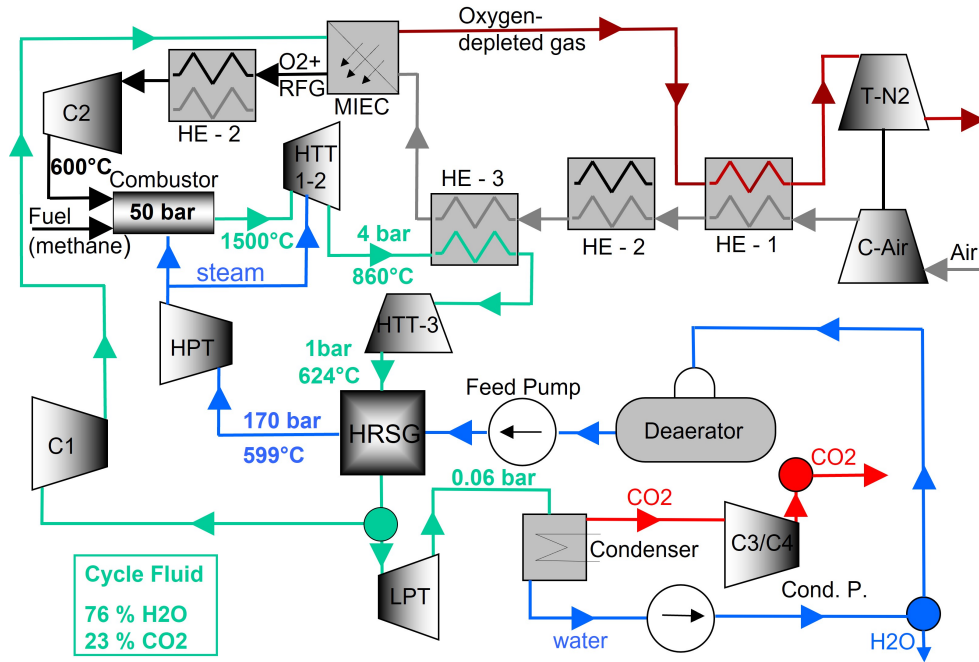 Oxygen-
depleted gas
O2+
RFG
MIEC
T-N2
C2
HE - 2
600°C
HTT
1-2
Combustor
50 bar
HE - 3
Fuel
(methane)
1500°C
4 bar
860°C
HE - 2
HE - 1
C-Air
Air
steam
HTT-3
HPT
1bar
624°C
Feed Pump
170 bar
599°C
HRSG
Deaerator
C1
0.06 bar
CO2
CO2
Condenser
C3/C4
Cycle Fluid
76 % H2O
23 % CO2
LPT
Cond. P.
water
H2O